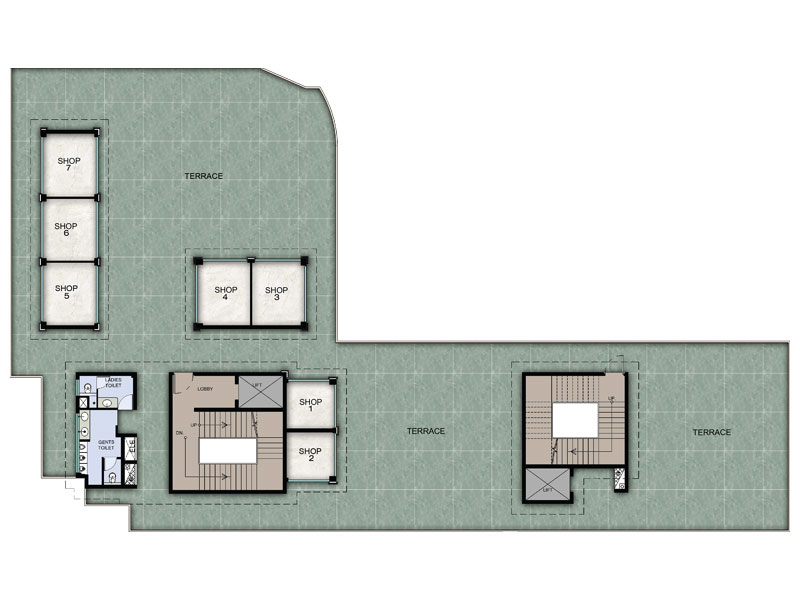 SHOP
7
TERRACE
SHOP
6
SHOP
5
SHOP
4
SHOP
3
LADIES
TOILET
LOBBY
LIFT
SHOP
1
UP
DN.
GENTS
TOILET
ELE.
SHOP
2
TERRACE
UP
TERRACE
LIFT